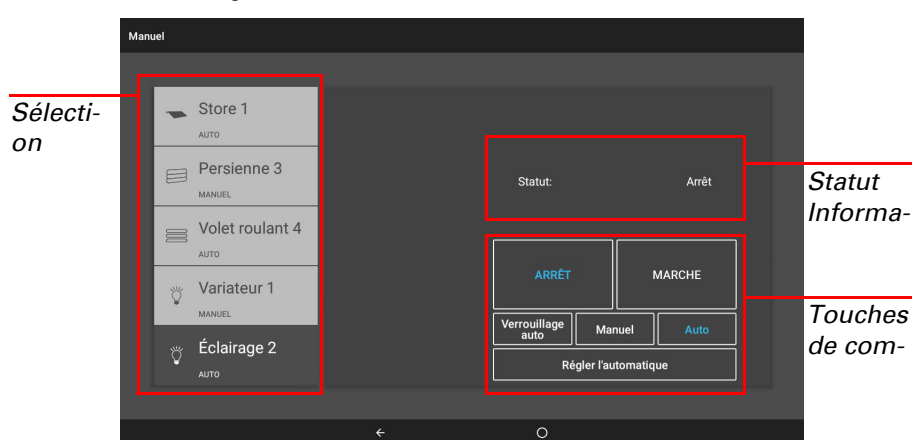 Manuel
Sélecti-
on
Store 1
AUTO
Persienne 3
MANUEL
Volet roulant 4
AUTO
Variateur 1
MANUEL
Éclairage 2
AUTO
Statut:
Arrêt
Statut
Informa-
ARRÊT
MARCHE
Verrouillage
auto
Manuel
Auto
Régler l'automatique
Touches
de com-